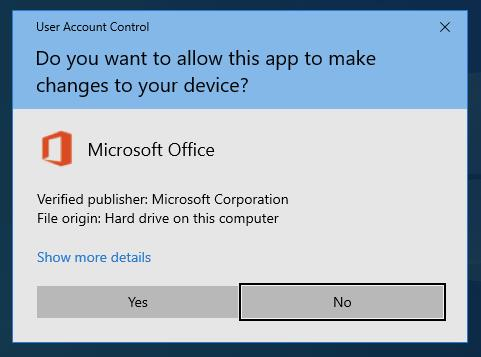 User Account Control
Do you want to allow this app to make
changes to your device?
Microsoft Office
Verified publisher: Microsoft Corporation
File origin: Hard drive on this computer
Show more details
Yes
No